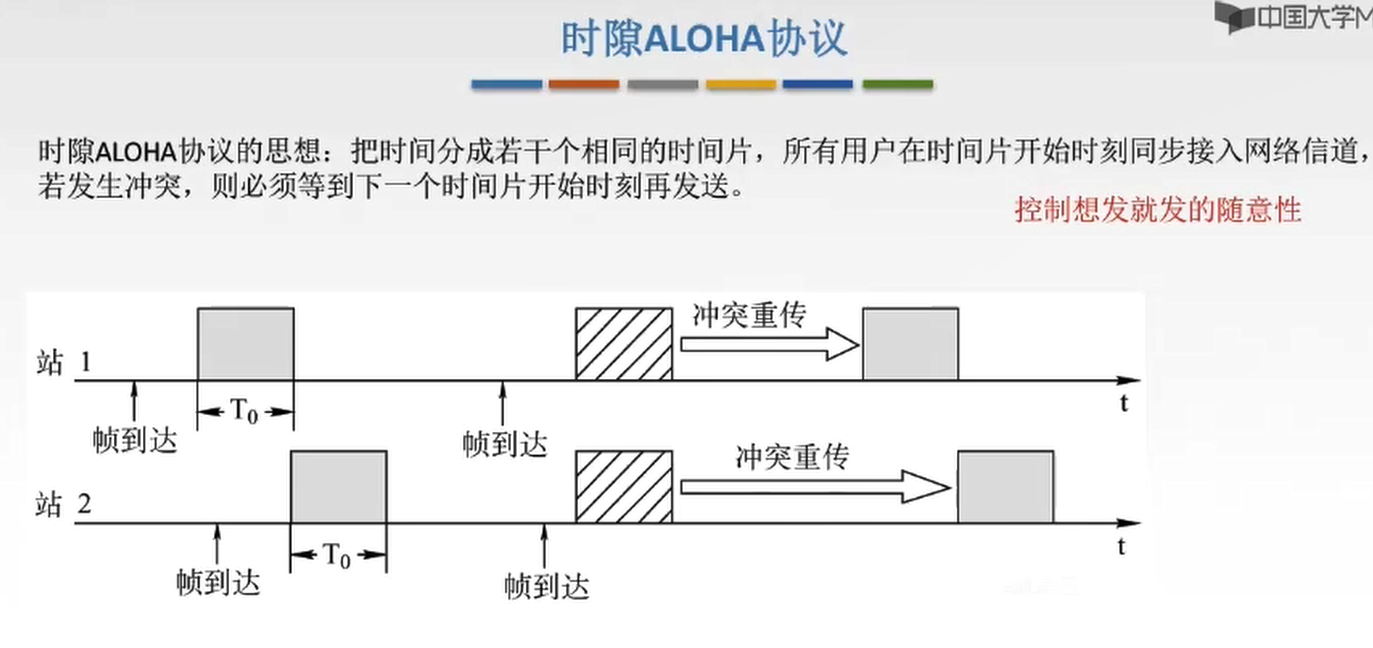 中国大学M
时隙ALOHA协议
时隙ALOHA协议的思想：把时间分成若干个相同的时间片，所有用户在时间片开始时刻同步接入网络信道，
若发生冲突，则必须等到下一个时间片开始时刻再发送。
控制想发就发的随意性
冲突重传
站 1
T₀
t
帧到达
帧到达
冲突重传
站 2
T₀
t
帧到达
帧到达